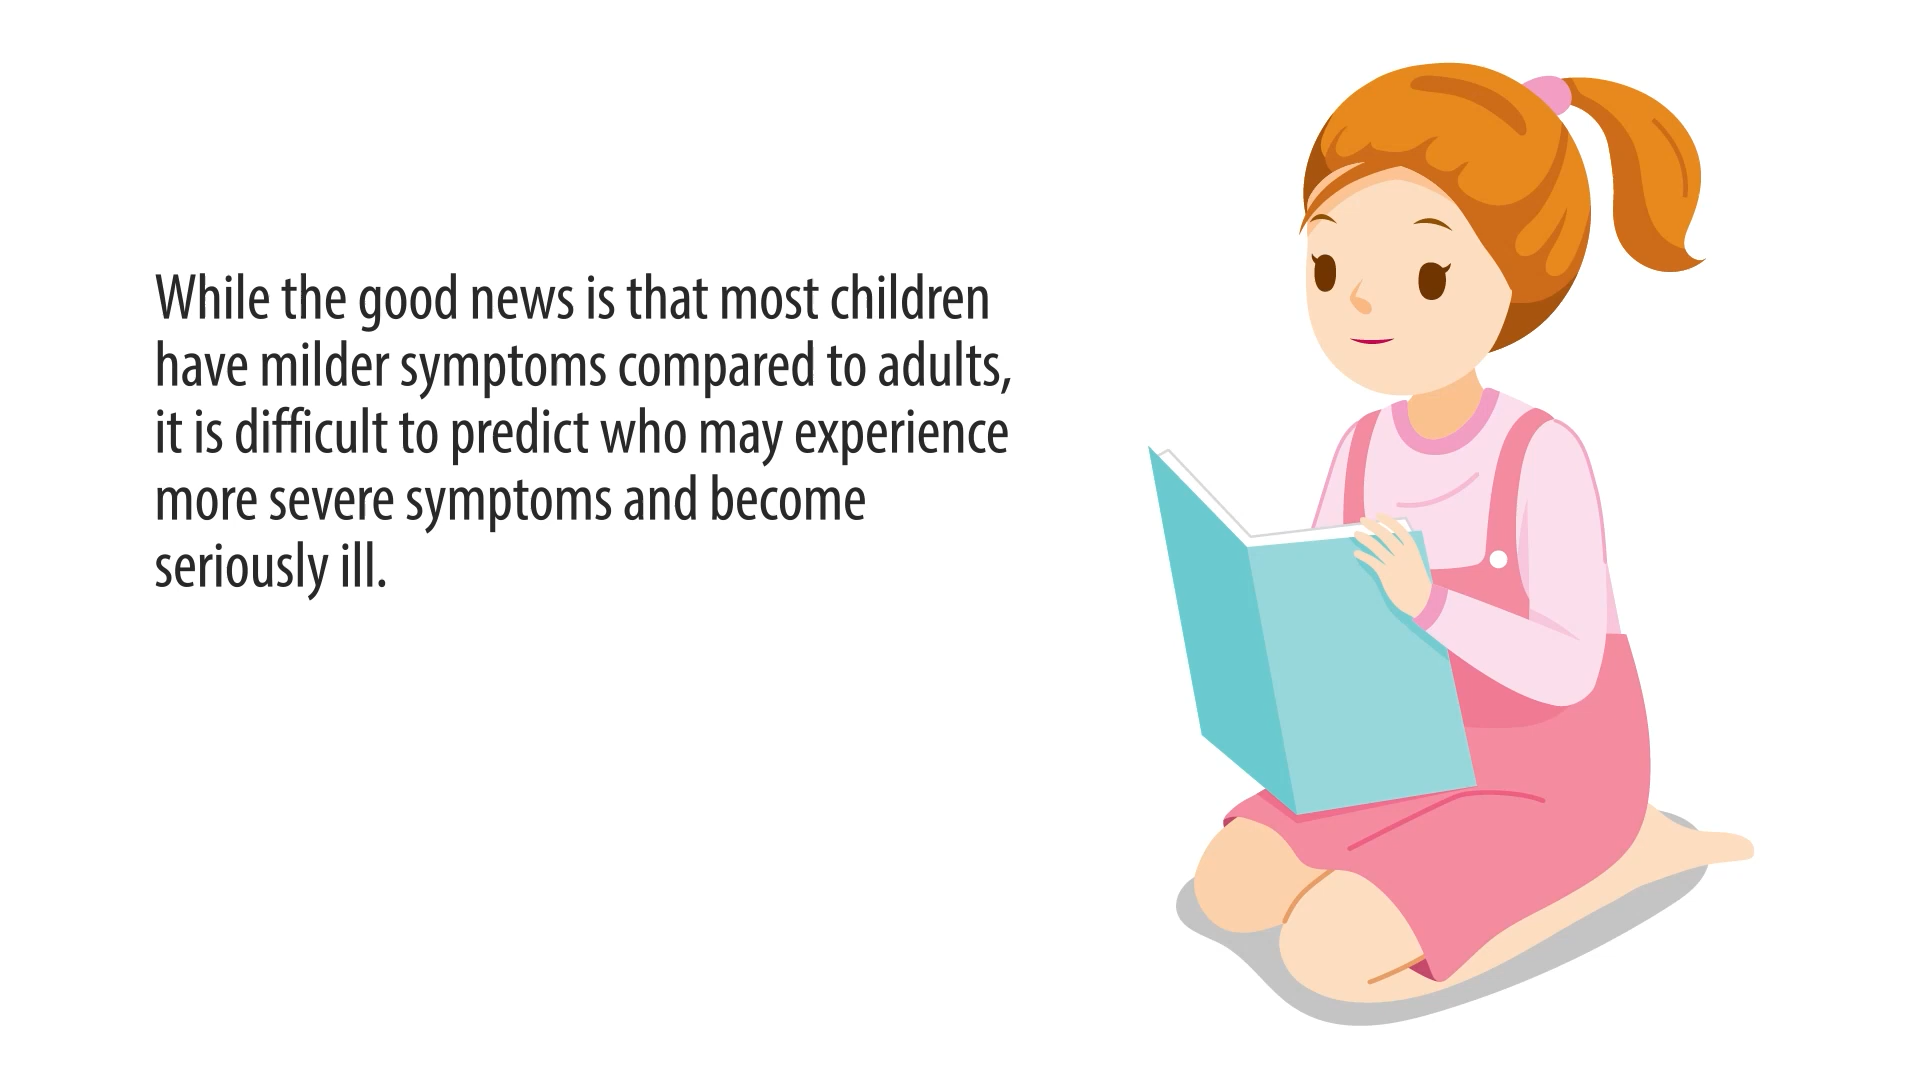 While the good news is that most children
have milder symptoms compared to adults,
it is difficult to predict who may experience
more severe symptoms and become
seriously ill.